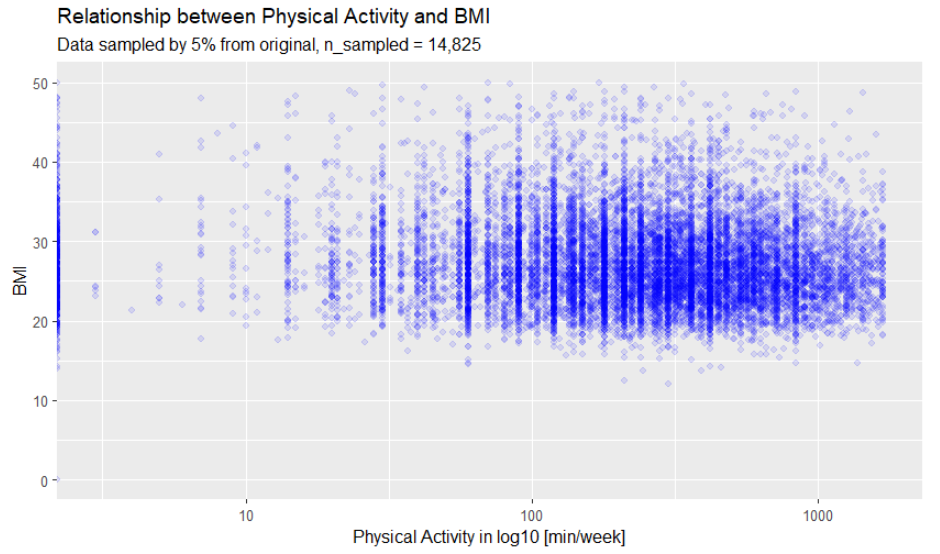 Relationship between Physical Activity and BMI
Data sampled by 5% from original, n_sampled = 14,825
50
40
30
20
10
0
BMI
10
100
1000
Physical Activity in log10 [min/week]